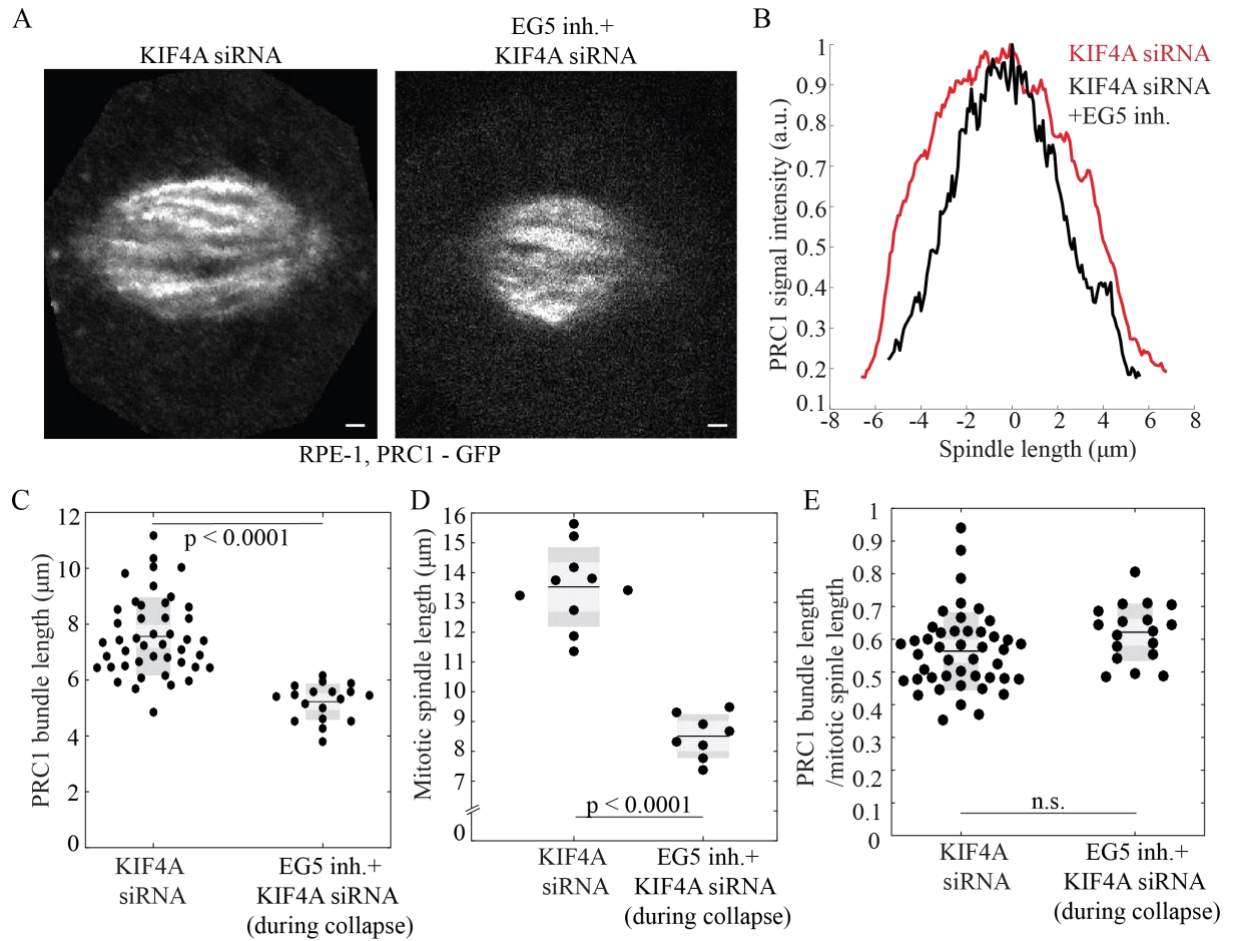 A
KIF4A siRNA
EG5 inh.+
KIF4A siRNA
RPE-1, PRC1 - GFP
B
PRC1 signal intensity (a.u.)
1
0.9
0.8
0.7
0.6
0.5
0.4
0.3
0.2
0.1
-8
-6
-4
-2
0
2
4
6
8
Spindle length (μm)
KIF4A siRNA
KIF4A siRNA
+EG5 inh.
C
PRC1 bundle length (μm)
12
10
8
6
4
2
0
p < 0.0001
KIF4A
siRNA
EG5 inh.+
KIF4A siRNA
(during collapse)
D
Mitotic spindle length (μm)
16
15
14
13
12
11
10
9
8
7
0
p < 0.0001
KIF4A
siRNA
EG5 inh.+
KIF4A siRNA
(during collapse)
E
PRC1 bundle length
/mitotic spinle length
1
0.9
0.8
0.7
0.6
0.5
0.4
0.3
0.2
0.1
0
n.s.
KIF4A
siRNA
EG5 inh.+
KIF4A siRNA
(during collapse)